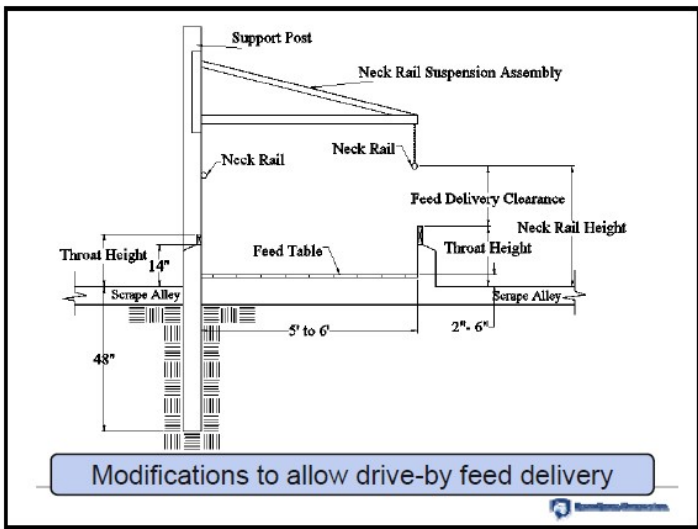 Support Post
Neck Rail Suspension Assembly
Neck Rail
Neck Rail
Feed Delivery Clearance
Neck Rail Height
Throat Height
14"
Feed Table
Throat Height
Scrape Alley
Scrape Alley
5' to 6'
2"- 6"
48"
Modifications to allow drive-by feed delivery